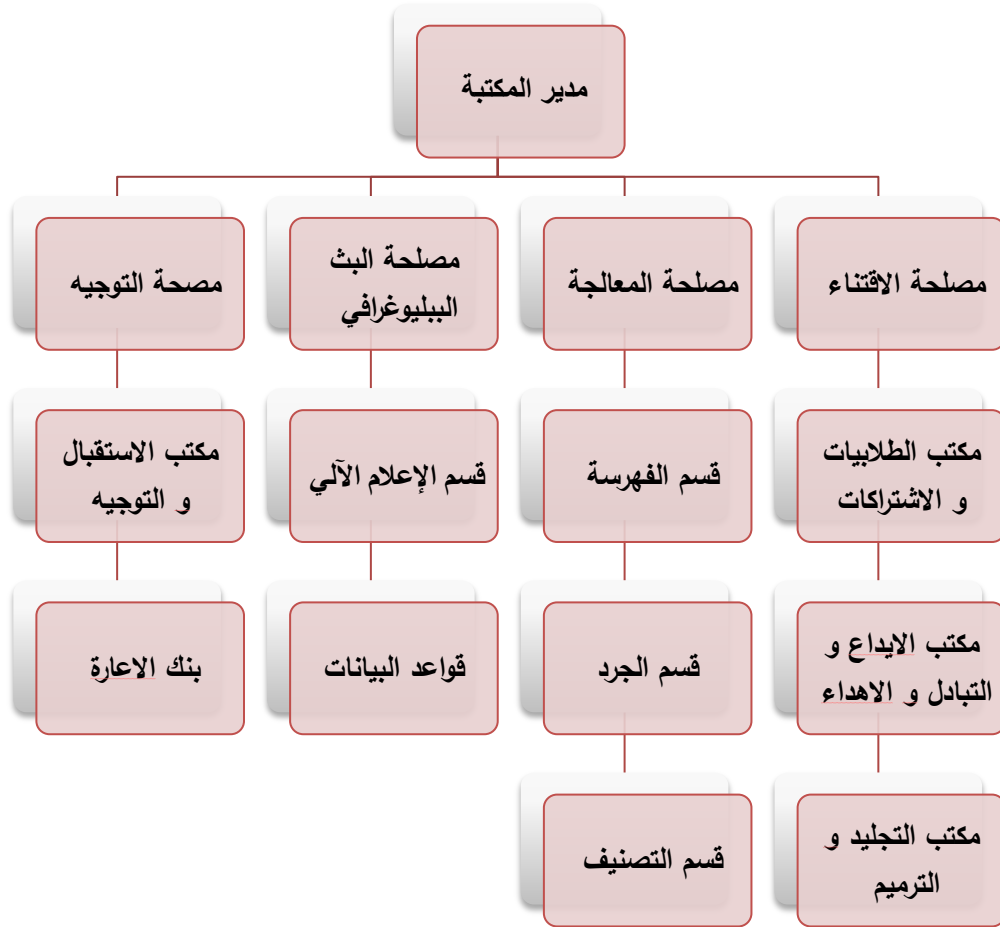 مدير المكتبة
مصلحة الاقتناء
مصلحة المعالجة
مصلحة البث
الببليوغرافي
مصحة التوجيه
مكتب الطلابيات
و الاشتراكات
قسم الفهرسة
قسم الإعلام الآلي
مكتب الاستقبال
و التوجيه
مكتب الايداع و
التبادل و الاهداء
قسم الجرد
قواعد البيانات
بنك الاعارة
مكتب التجليد و
الترميم
قسم التصنيف